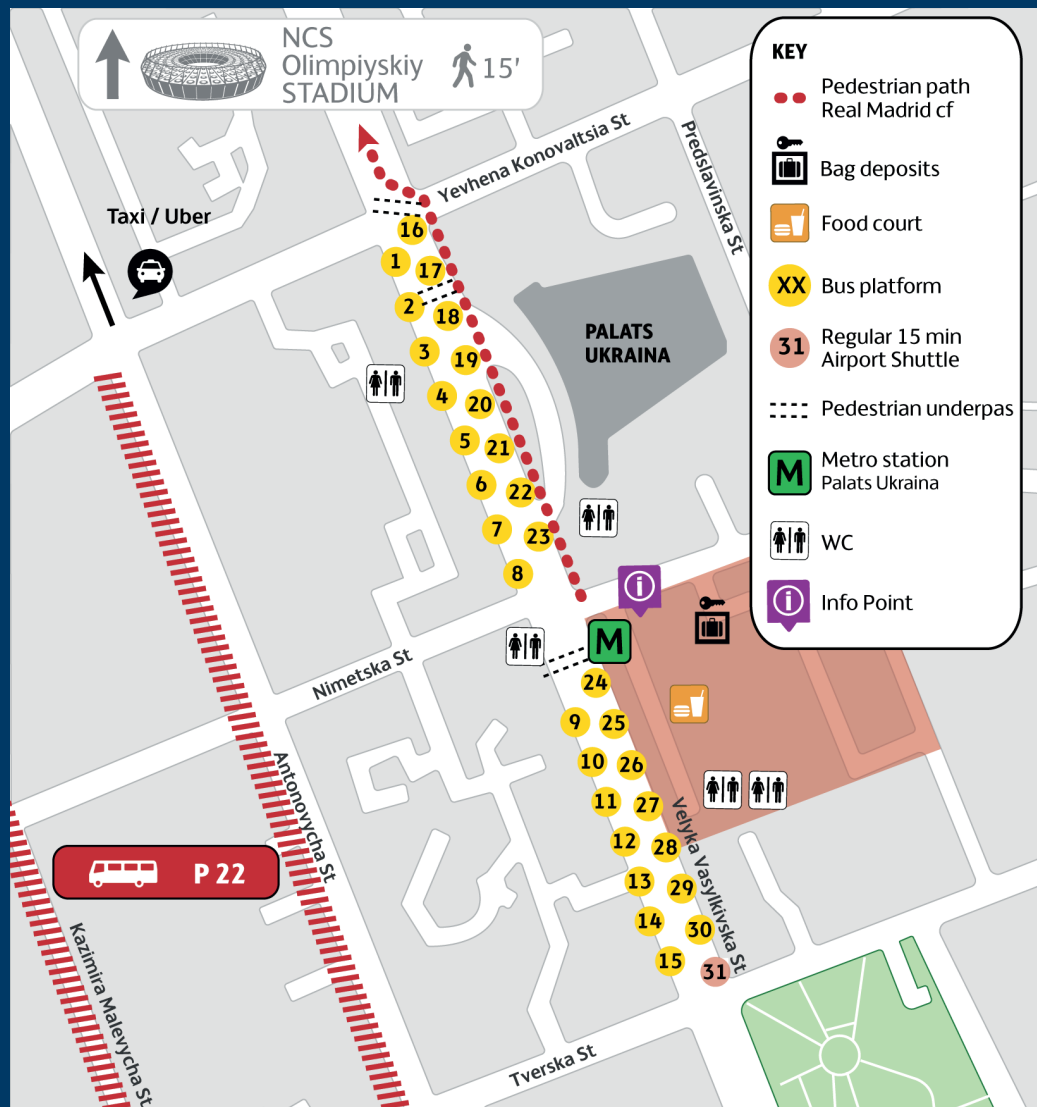 NCS
Olimpiyskiy
STADIUM
15'
KEY
Pedestrian path
Real Madrid cf
Bag deposits
Food court
XX
Bus platform
31
Regular 15 min
Airport Shuttle
Pedestrian underpas
M
Metro station
Palats Ukraina
WC
i
Info Point
Yevhena Konovaltsia St
Predslavinska St
Taxi / Uber
16
1
17
2
18
3
19
4
20
5
21
6
22
7
23
8
PALATS
UKRAINA
i
M
Nimetska St
24
9
25
10
26
11
27
12
28
13
29
14
30
15
31
Velyka Vasylkivska St
Antonovycha St
P 22
Kazimira Malevycha St
Tverska St